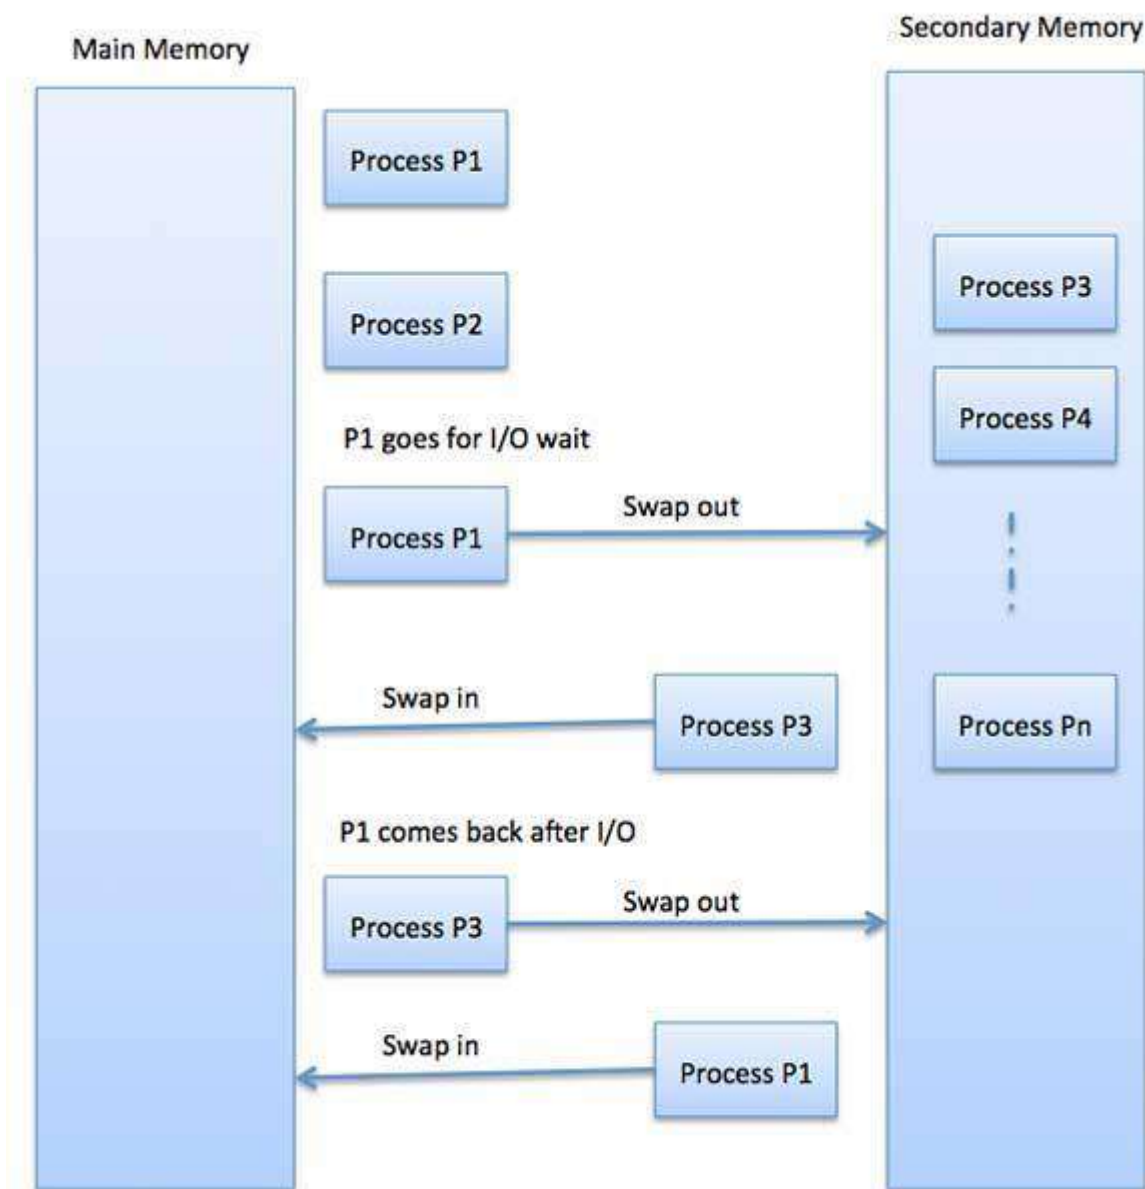 Main Memory
Secondary Memory
Process P1
Process P2
Process P3
Process P4
P1 goes for I/O wait
Process P1
Swap out
Swap in
Process P3
Process Pn
P1 comes back after I/O
Process P3
Swap out
Swap in
Process P1